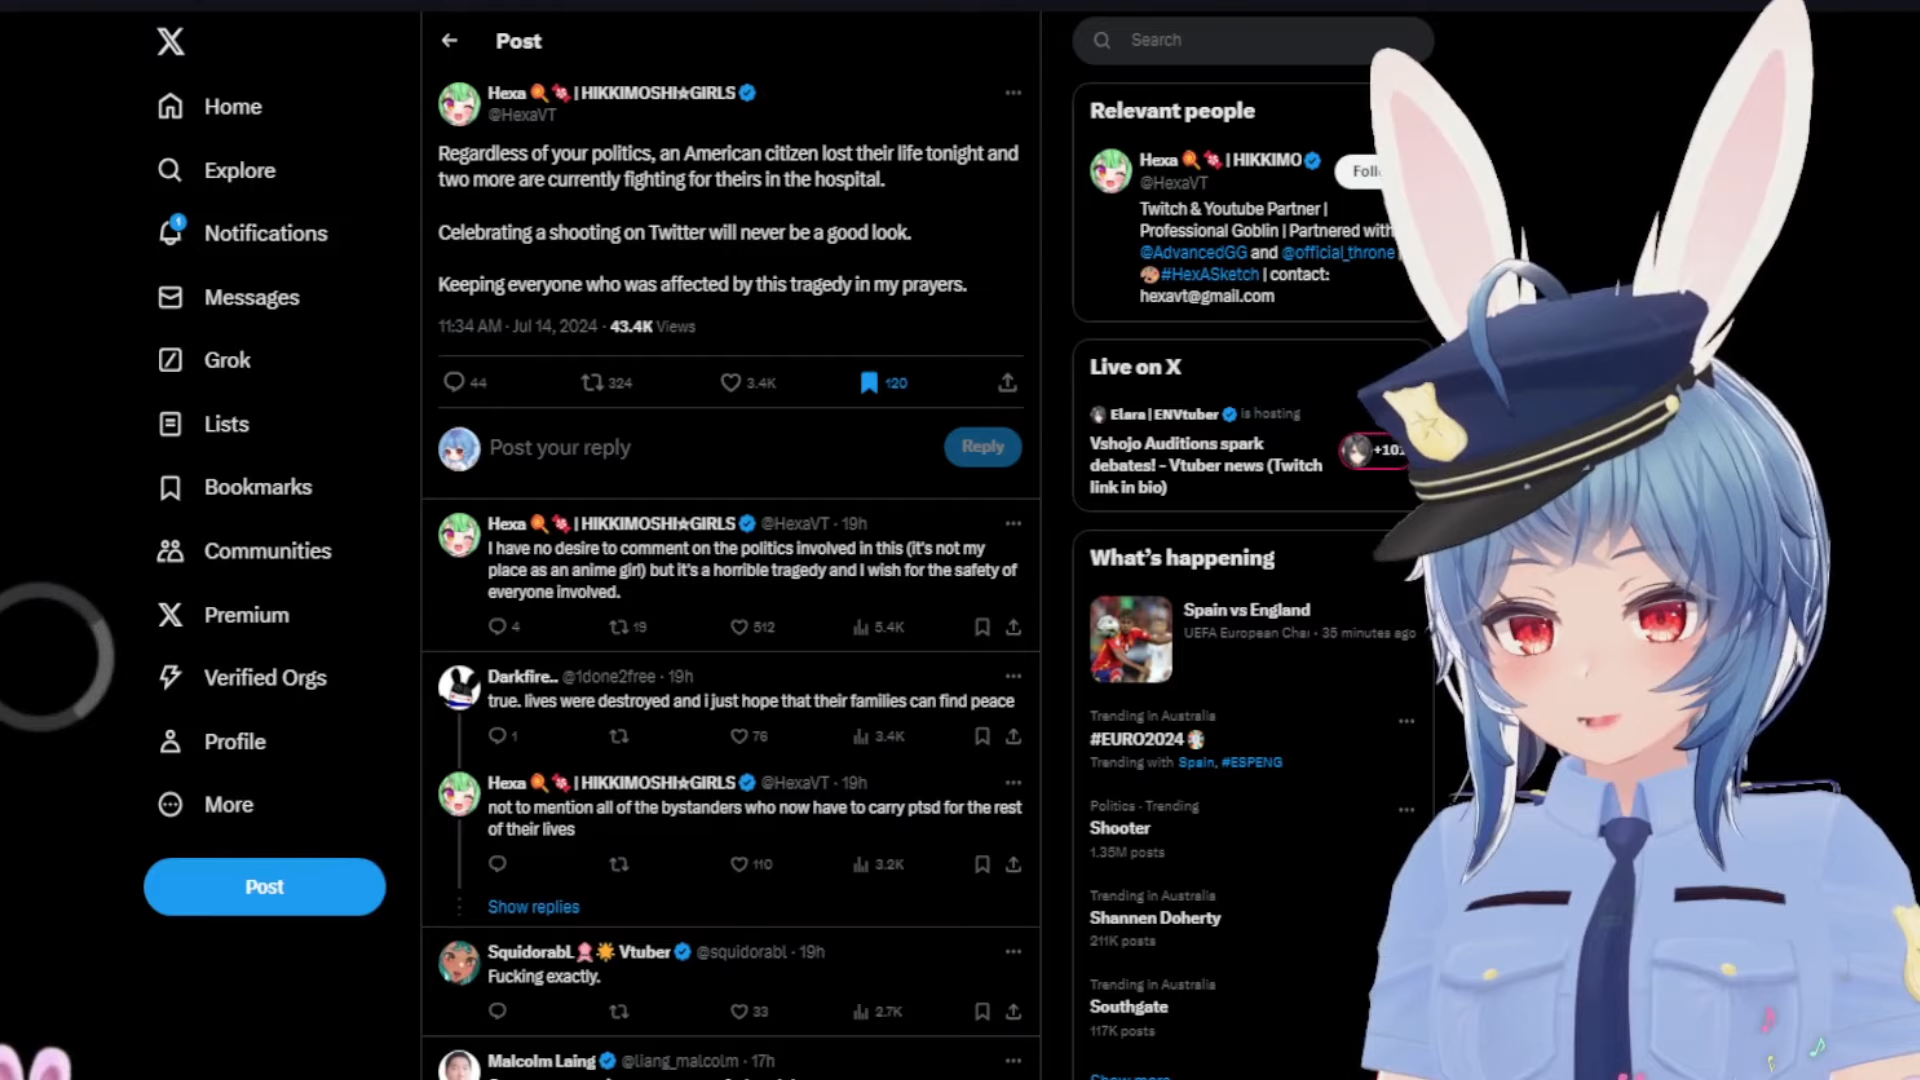 Home
Explore
1
Notifications
Messages
Grok
Lists
Bookmarks
Communities
Premium
Verified Orgs
Profile
More
Post
Post
Hexa | HIKKIMOSHI☆GIRLS
@HexaVT
Regardless of your politics, an American citizen lost their life tonight and
two more are currently fighting for theirs in the hospital.
Celebrating a shooting on Twitter will never be a good look.
Keeping everyone who was affected by this tragedy in my prayers.
11:34 AM · Jul 14, 2024 · 43.4K Views
44 324 3.4K 120
Post your reply
Reply
Hexa | HIKKIMOSHI☆GIRLS @HexaVT · 19h
I have no desire to comment on the politics involved in this (it's not my
place as an anime girl) but it's a horrible tragedy and I wish for the safety of
everyone involved.
4 19 512 5.4K
Darkfire.. @1done2free · 19h
true. lives were destroyed and i just hope that their families can find peace
1 76 3.4K
Hexa | HIKKIMOSHI☆GIRLS @HexaVT · 19h
not to mention all of the bystanders who now have to carry ptsd for the rest
of their lives
110 3.2K
Show replies
SquidorabL Vtuber @squidorabl · 19h
Fucking exactly.
33 2.7K
Malcolm Laing @liang_malcolm · 17h
Search
Relevant people
Hexa | HIKKIMO
@HexaVT
Foll
Twitch & Youtube Partner |
Professional Goblin | Partnered with
@AdvancedGG and @official_throne |
#HexASketch | contact:
hexavt@gmail.com
Live on X
Elara | ENVtuber is hosting
Vshojo Auditions spark
debates! - Vtuber news (Twitch
link in bio)
What's happening
Spain vs England
UEFA European Cha · 35 minutes ago
Trending in Australia
#EURO2024
Trending with Spain, #ESPENG
Politics · Trending
Shooter
1.35M posts
Trending in Australia
Shannen Doherty
211K posts
Trending in Australia
Southgate
117K posts